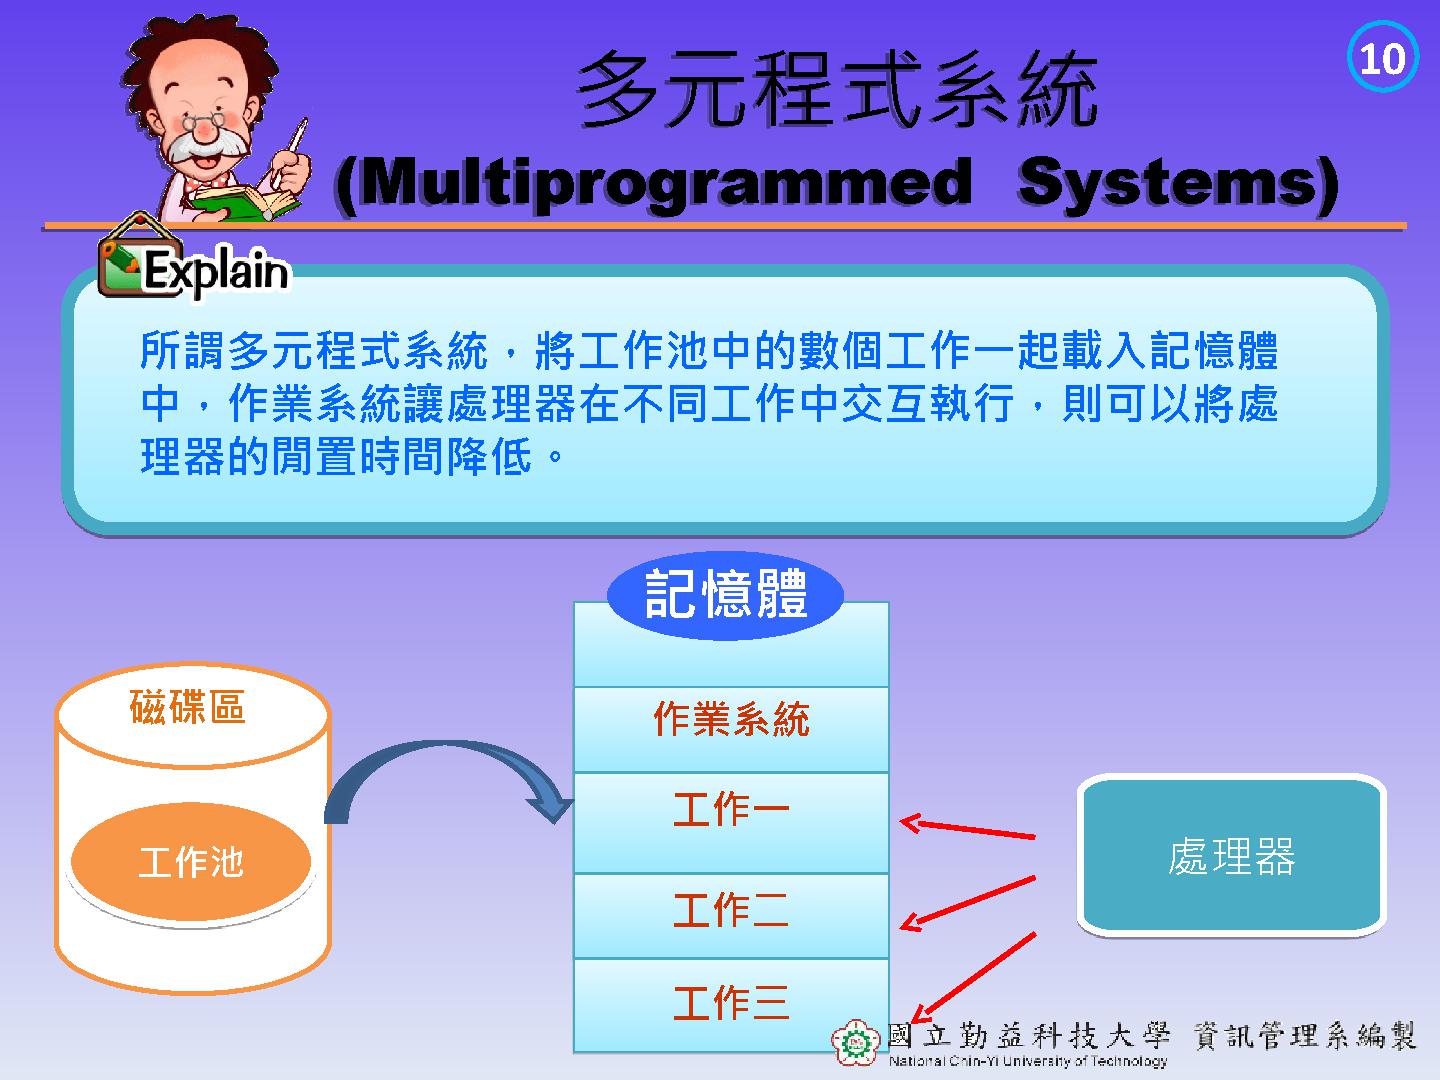 10
多元程式系統
(Multiprogrammed Systems)
Explain
所謂多元程式系統，將工作池中的數個工作一起載入記憶體
中，作業系統讓處理器在不同工作中交互執行，則可以將處
理器的閒置時間降低。
記憶體
磁碟區
作業系統
工作一
工作池
處理器
工作二
工作三
國立勤益科技大學 資訊管理系編製
National Chin-Yi University of Technology